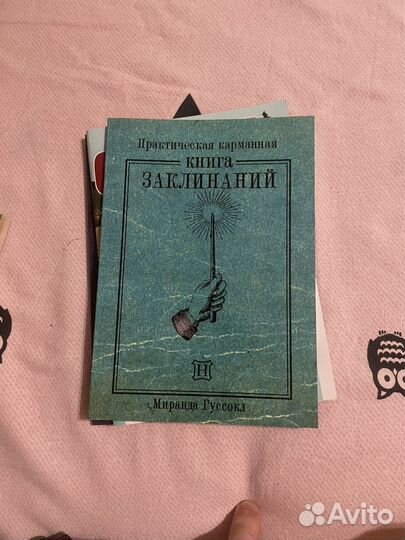 Практическая карманная
КНИГА
ЗАКЛИНАНИЙ
Н
Миранда Гуссокл
Avito